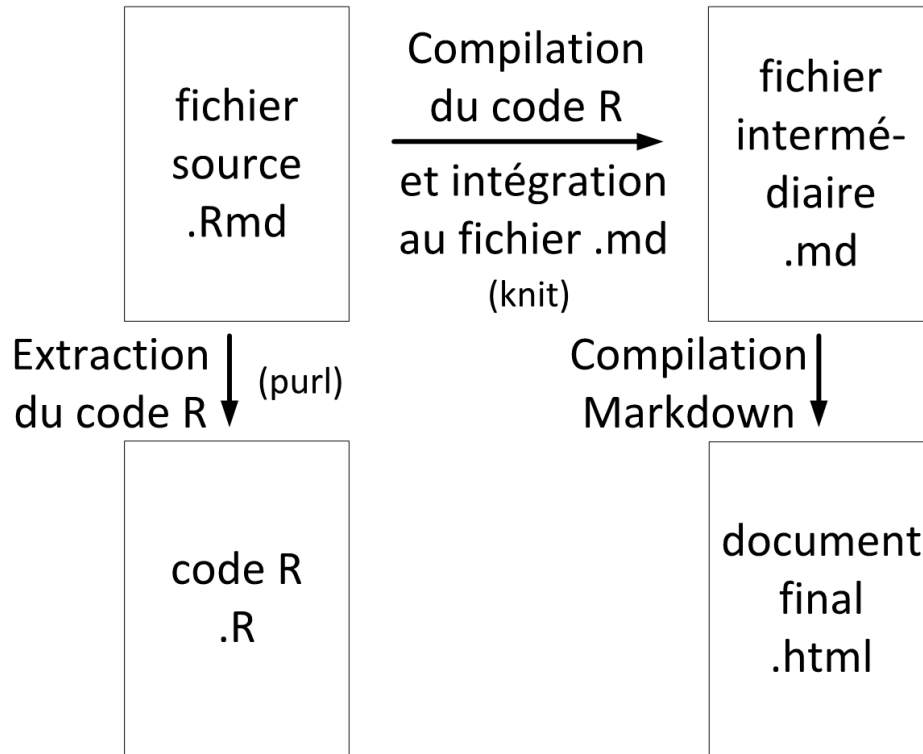 fichier
source
.Rmd
Compilation
du code R
et intégration
au fichier .md
(knit)
fichier
intermé-
diaire
.md
Extraction
du code R
(purl)
Compilation
Markdown
code R
.R
document
final
.html